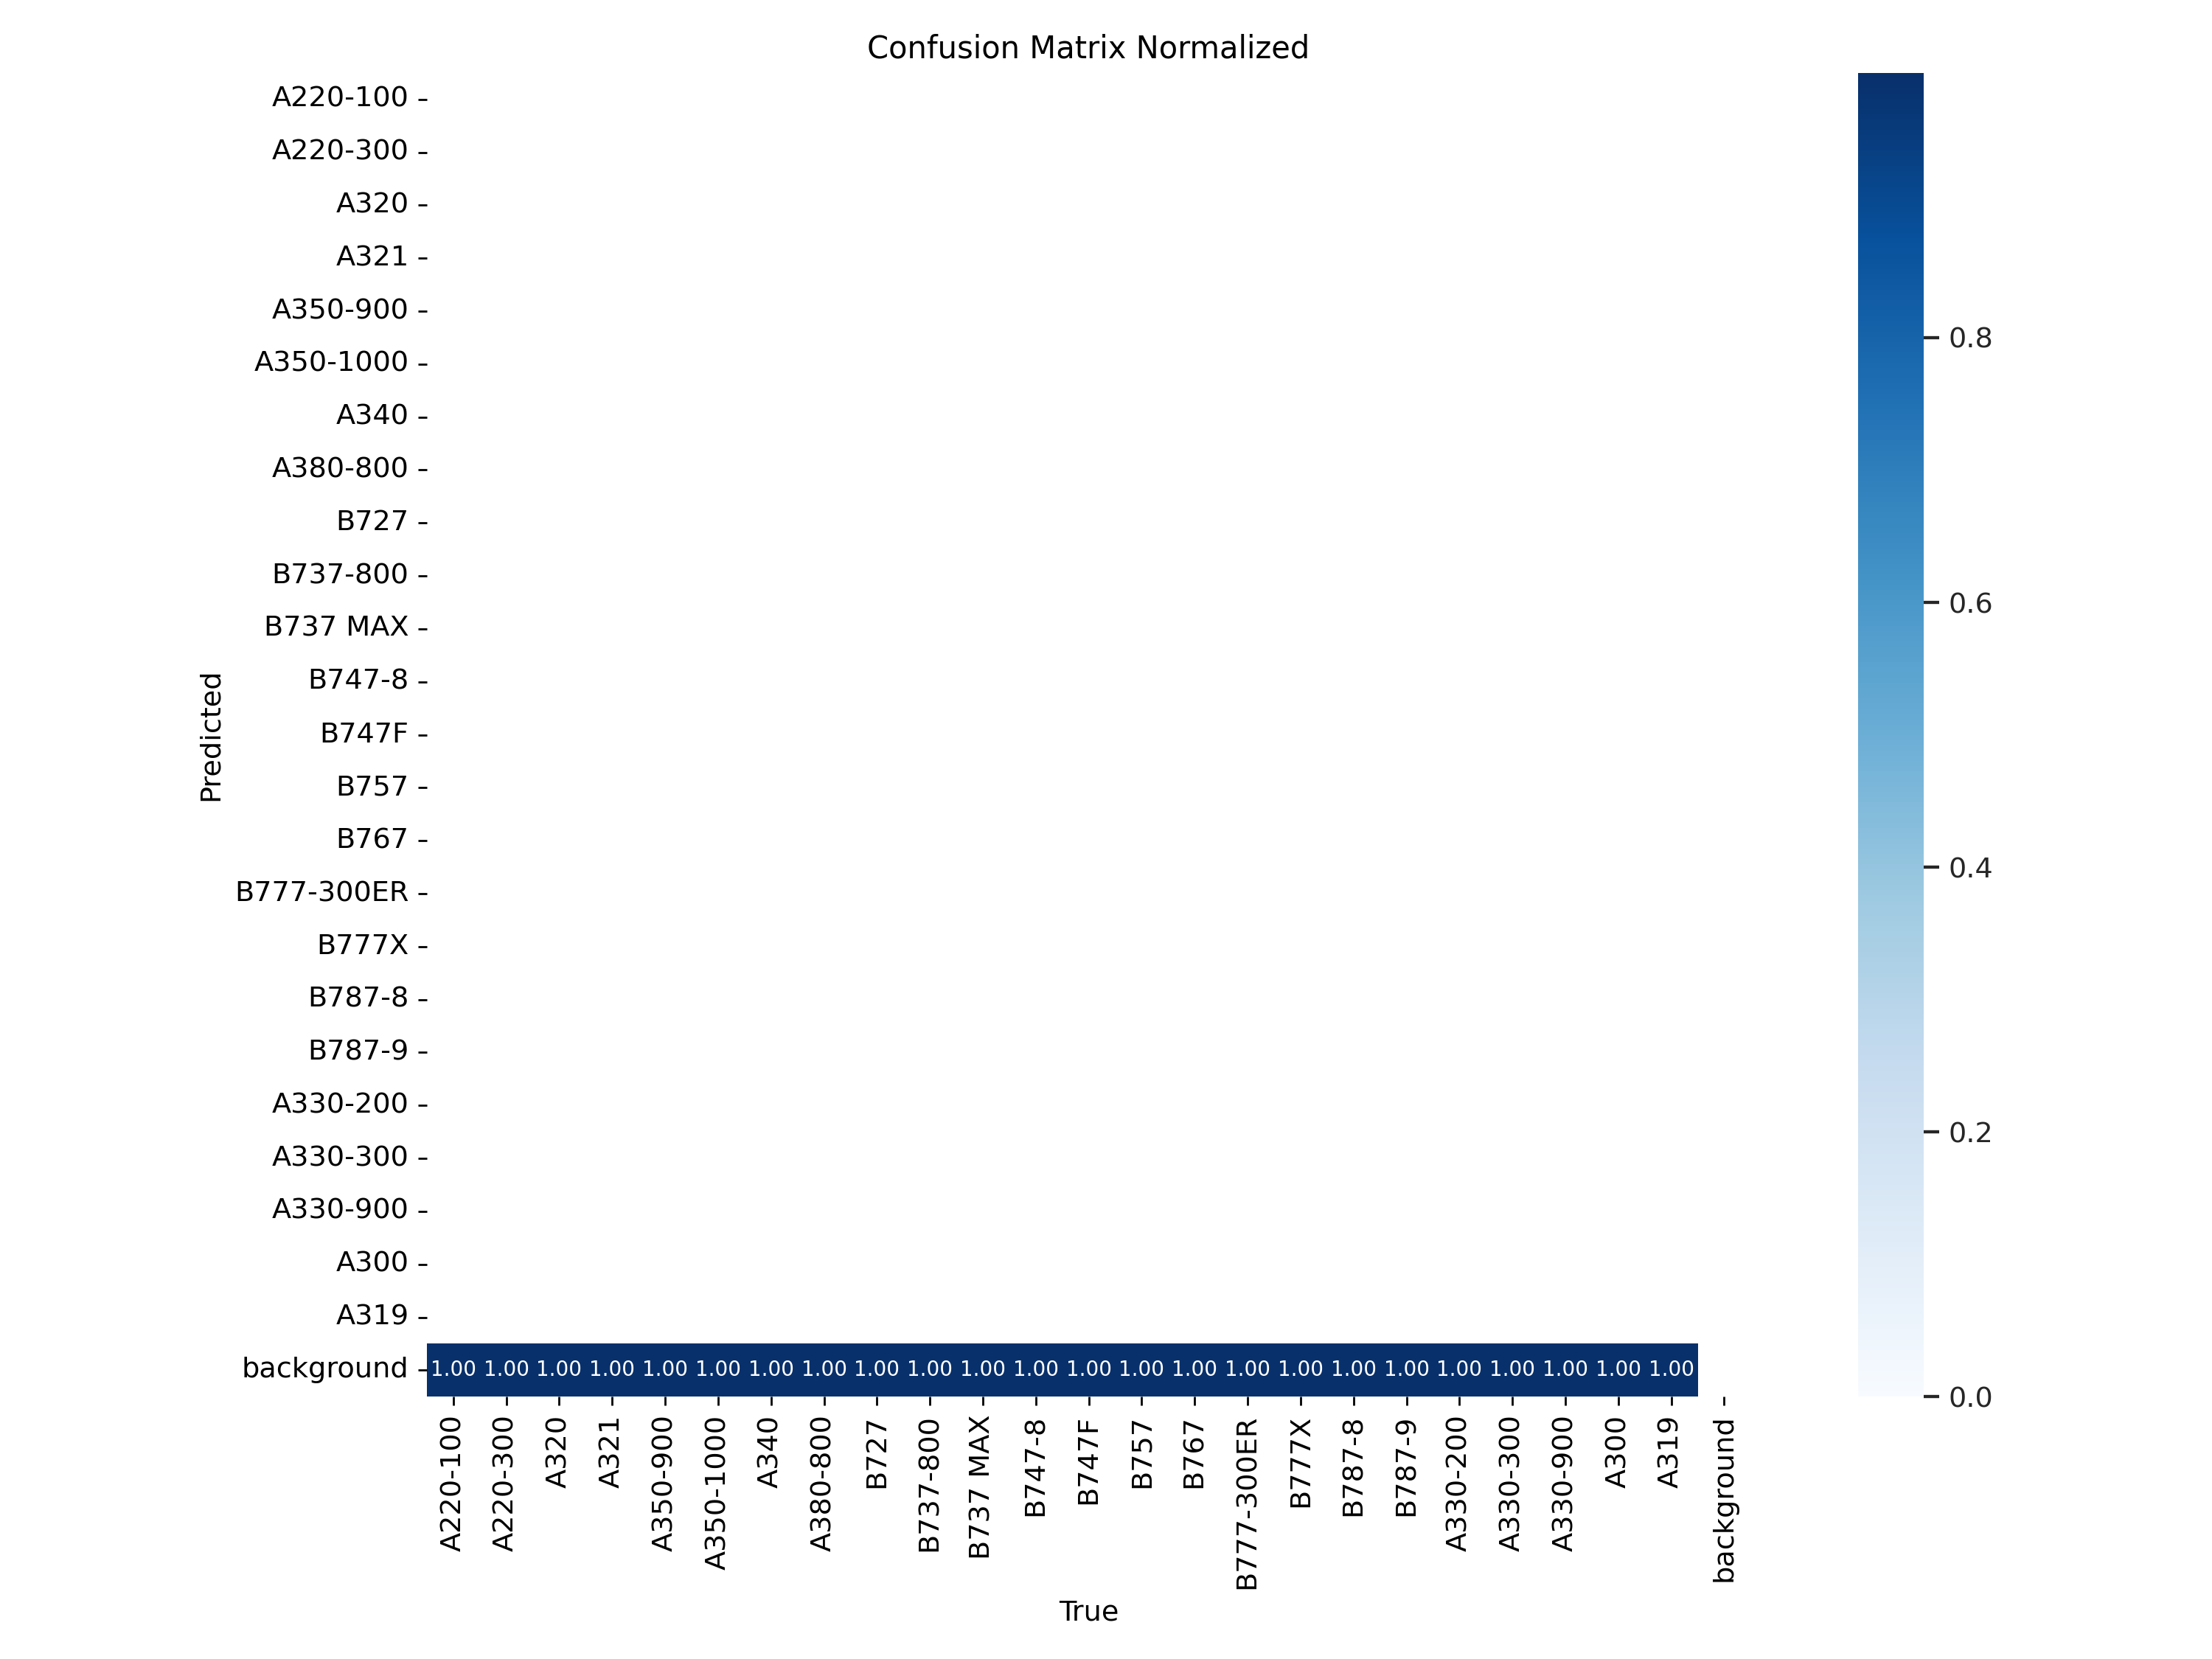 Confusion Matrix Normalized
A220-100
A220-300
A320
A321
A350-900
A350-1000
A340
A380-800
B727
B737-800
B737 MAX
B747-8
B747F
B757
B767
B777-300ER
B777X
B787-8
B787-9
A330-200
A330-300
A330-900
A300
A319
background
Predicted
1.00 1.00 1.00 1.00 1.00 1.00 1.00 1.00 1.00 1.00 1.00 1.00 1.00 1.00 1.00 1.00 1.00 1.00 1.00 1.00 1.00 1.00 1.00 1.00
A220-100
A220-300
A320
A321
A350-900
A350-1000
A340
A380-800
B727
B737-800
B737 MAX
B747-8
B747F
B757
B767
B777-300ER
B777X
B787-8
B787-9
A330-200
A330-300
A330-900
A300
A319
background
True
0.8
0.6
0.4
0.2
0.0